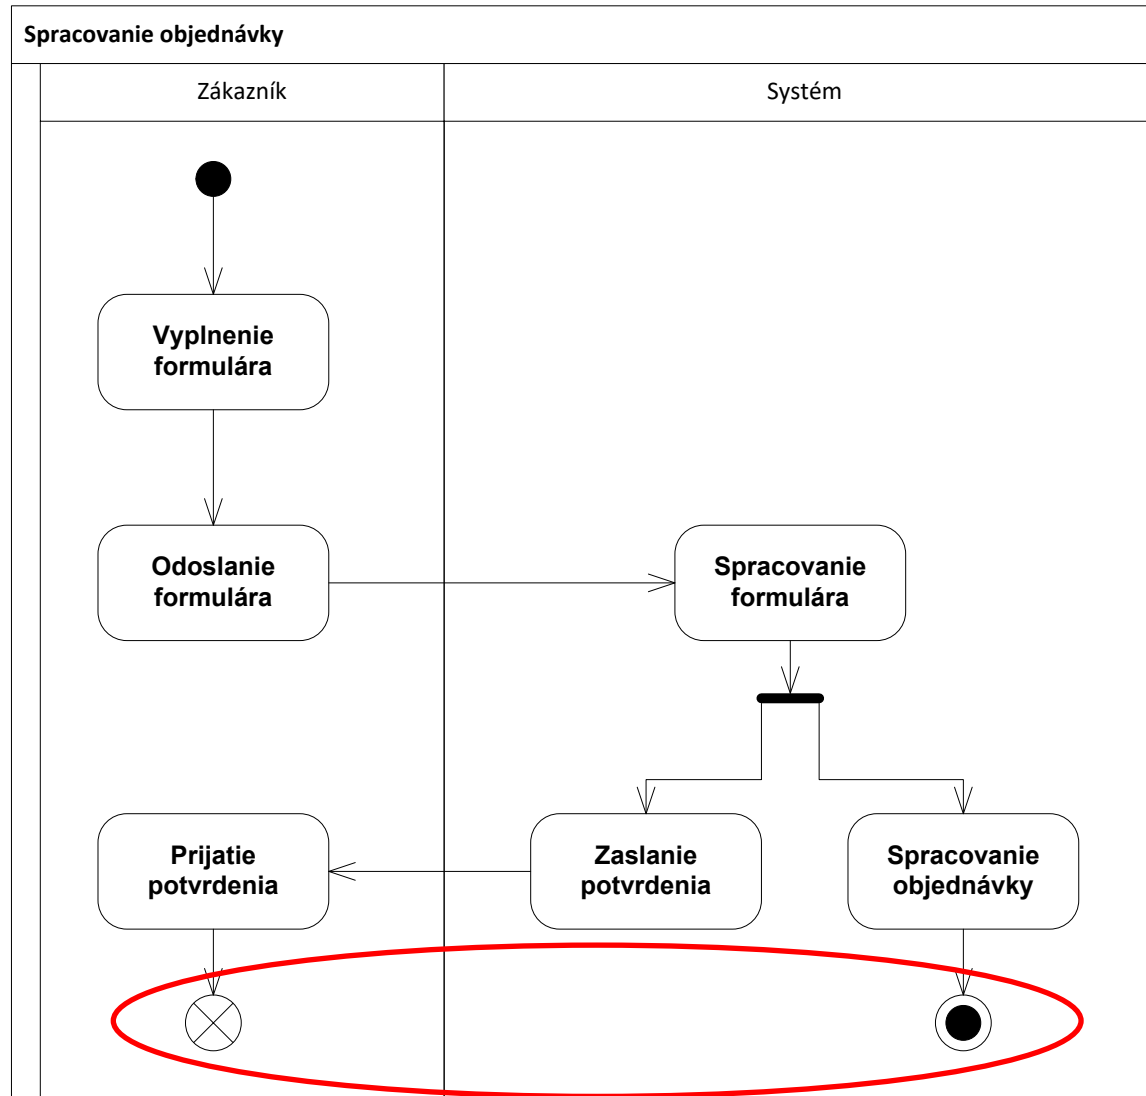 Spracovanie objednávky
Zákazník
Systém
Vyplnenie
formulára
Odoslanie
formulára
Spracovanie
formulára
Prijatie
potvrdenia
Zaslanie
potvrdenia
Spracovanie
objednávky